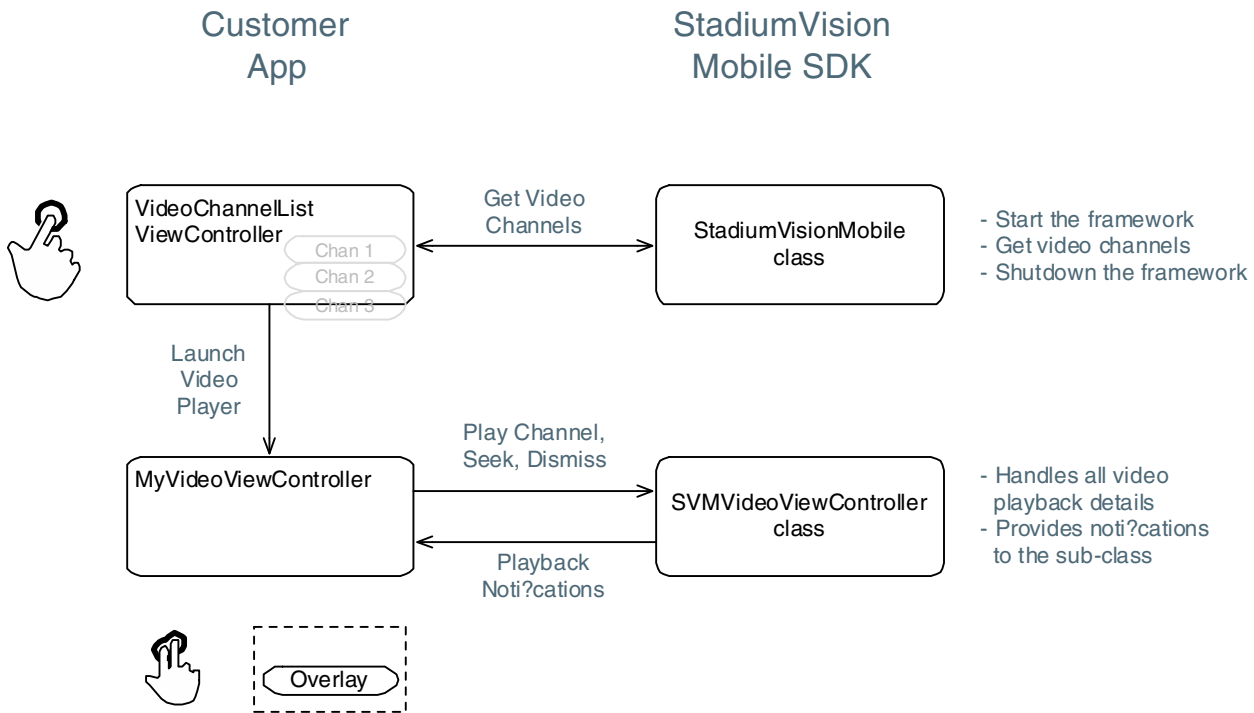 Customer
App
StadiumVision
Mobile SDK
VideoChannelList
ViewController
Chan 1
Chan 2
Chan 3
Get Video
Channels
StadiumVisionMobile
class
- Start the framework
- Get video channels
- Shutdown the framework
Launch
Video
Player
MyVideoViewController
Play Channel,
Seek, Dismiss
Playback
Noti?cations
SVMVideoViewController
class
- Handles all video
playback details
- Provides noti?cations
to the sub-class
Overlay